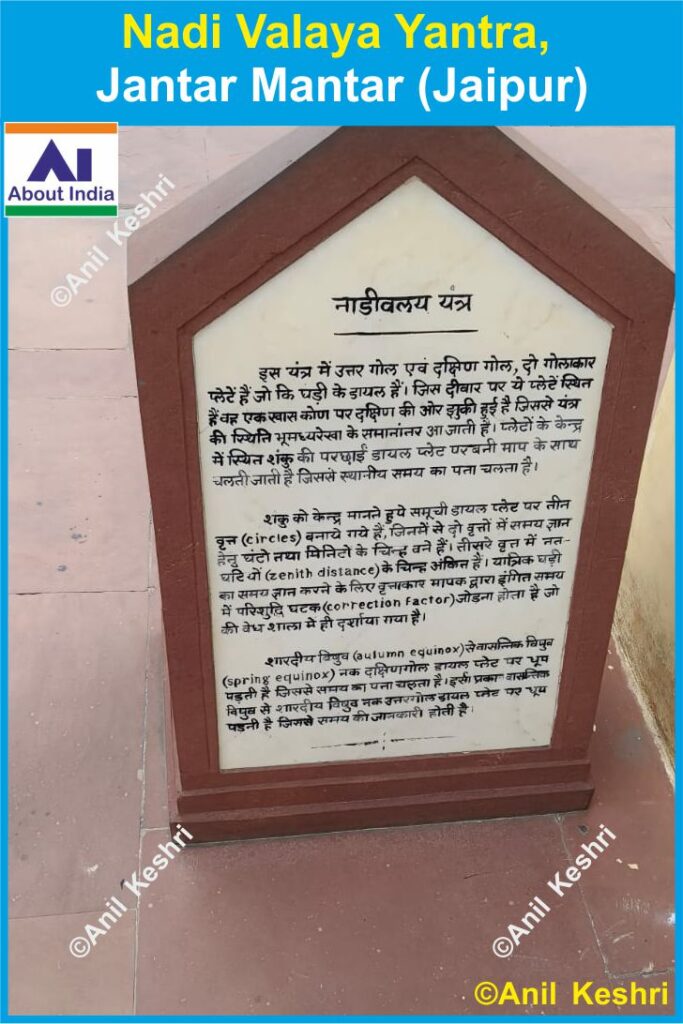 Nadi Valaya Yantra,
Jantar Mantar (Jaipur)
AI
About India
©Anil Keshri
नाड़ीवलय यंत्र
इस यंत्र में उत्तर गोल एवं दक्षिण गोल, दो गोलाकार
प्लेटें हैं जो कि घड़ी के डायल हैं। जिस दीवार पर ये प्लेटें स्थित
हैं वह एक खास कोण पर दक्षिण की ओर झुकी हुई है जिससे यंत्र
की स्थिति भूमध्यरेखा के समानांतर आ जाती है। प्लेटों के केन्द्र
में स्थित शंकु की परछाईं डायल प्लेट पर बनी माप के साथ
चलती जाती है जिससे स्थानीय समय का पता चलता है।
शंकु को केन्द्र मानते हुये समूची डायल प्लेट पर तीन
वृत्त (circles) बनाये गये हैं, जिनमें से दो वृत्तों में समय ज्ञान
हेतु घंटो तथा मिनिटो के चिन्ह बने हैं। तीसरे वृत्त में नत-
घटियों (zenith distance) के चिन्ह अंकित हैं। यांत्रिक घड़ी
का समय ज्ञान करने के लिए वृत्ताकार मापक द्वारा इंगित समय
में परिशुद्धि घटक (correction factor) जोड़ना होता है जो
की वेध शाला में ही दर्शाया गया है।
शारदीय विषुव (autumn equinox) से वासन्तिक विषुव
(spring equinox) तक दक्षिणगोल डायल प्लेट पर धूप
पड़ती है जिससे समय का पता चलता है। इसी प्रकार वासन्तिक
विषुव से शारदीय विषुव तक उत्तरगोल डायल प्लेट पर धूप
पड़ती है जिससे समय की जानकारी होती है।
©Anil Keshri
©Anil Keshri
©Anil Keshri